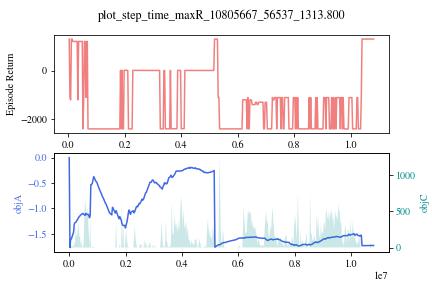 plot_step_time_maxR_10805667_56537_1313.800
Episode Return
0
−2000
0.0 0.2 0.4 0.6 0.8 1.0
objA
0.0
−0.5
−1.0
−1.5
1000
500
0
objC
0.0 0.2 0.4 0.6 0.8 1.0
1e7